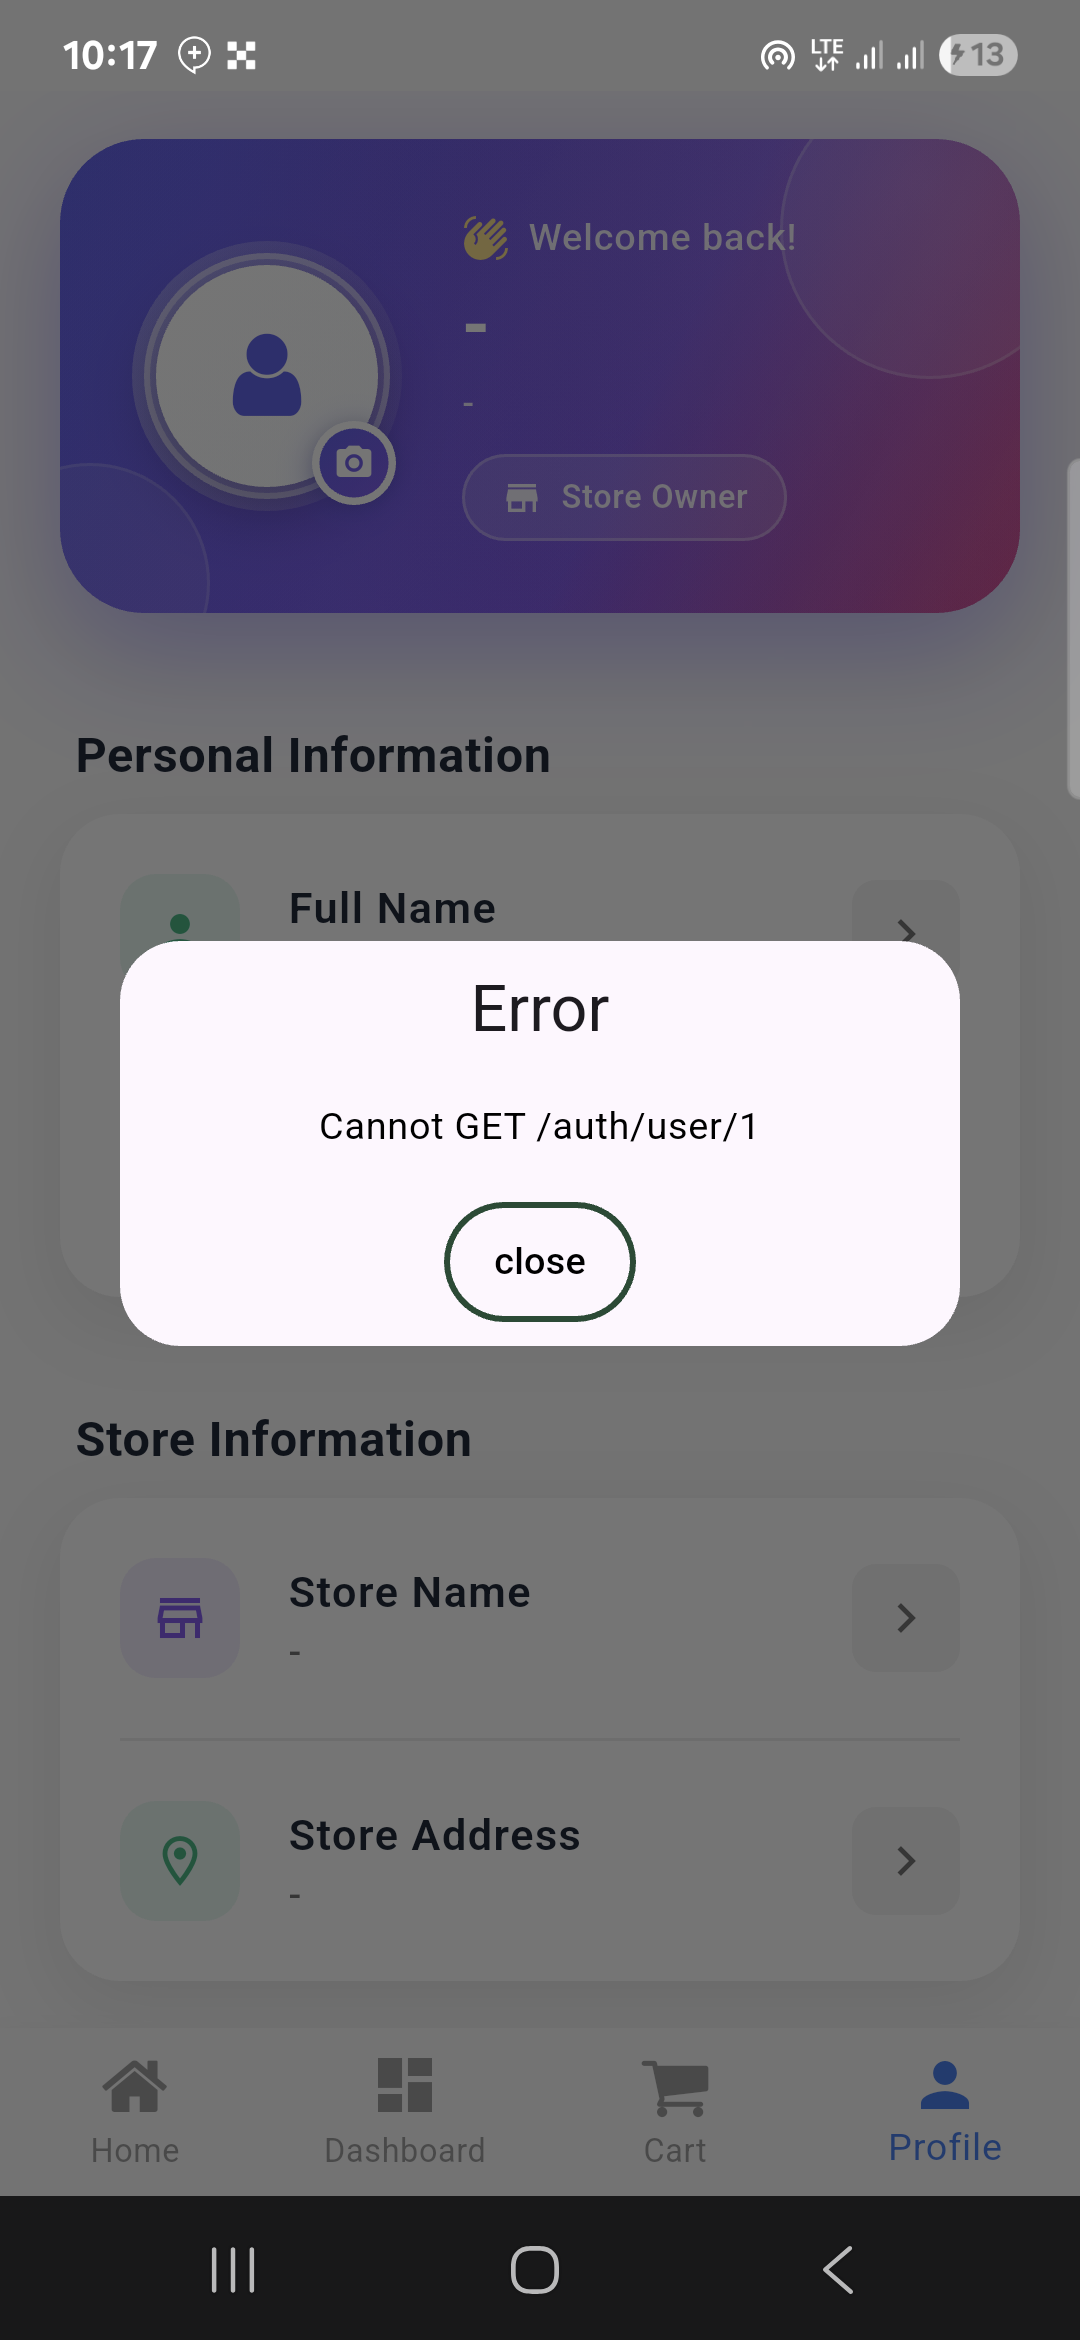 10:17
LTE
13
👋 Welcome back!
-
-
Store Owner
Personal Information
Full Name
Error
Cannot GET /auth/user/1
close
Store Information
Store Name
-
Store Address
-
Home
Dashboard
Cart
Profile